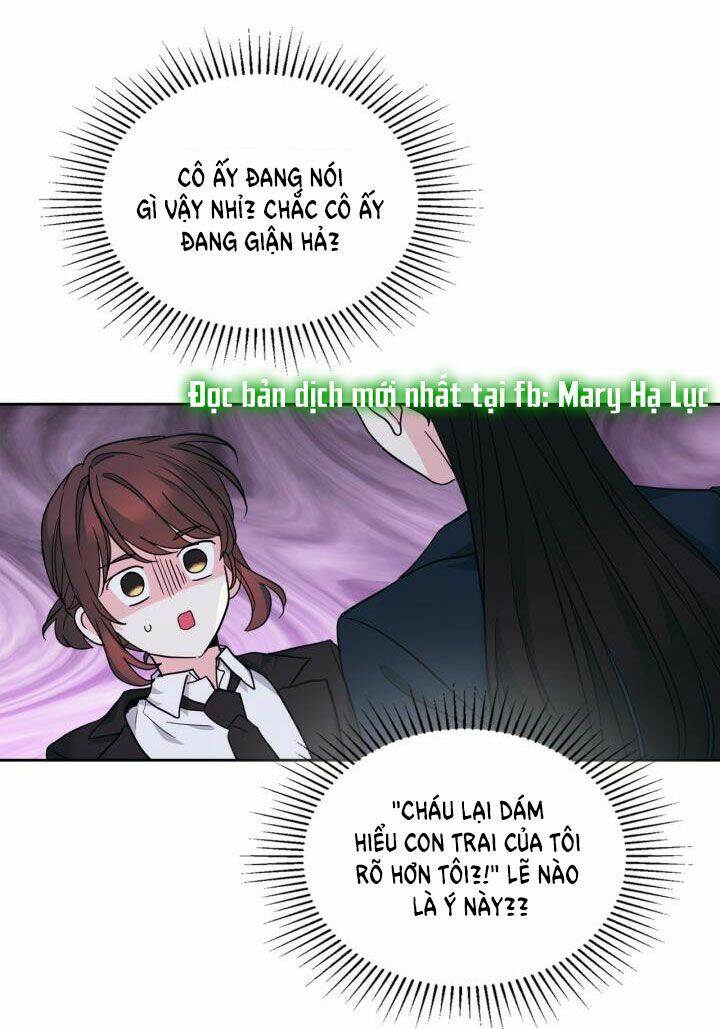 CÔ ẤY ĐANG NÓI
GÌ VẬY NHỈ? CHẮC CÔ ẤY
ĐANG GIẬN HẢ?
Đọc bản dịch mới nhất tại fb: Mary Hạ Lục
"CHÁU LẠI DÁM
HIỂU CON TRAI CỦA TÔI
RÕ HƠN TÔI?!" LẼ NÀO
LÀ Ý NÀY??